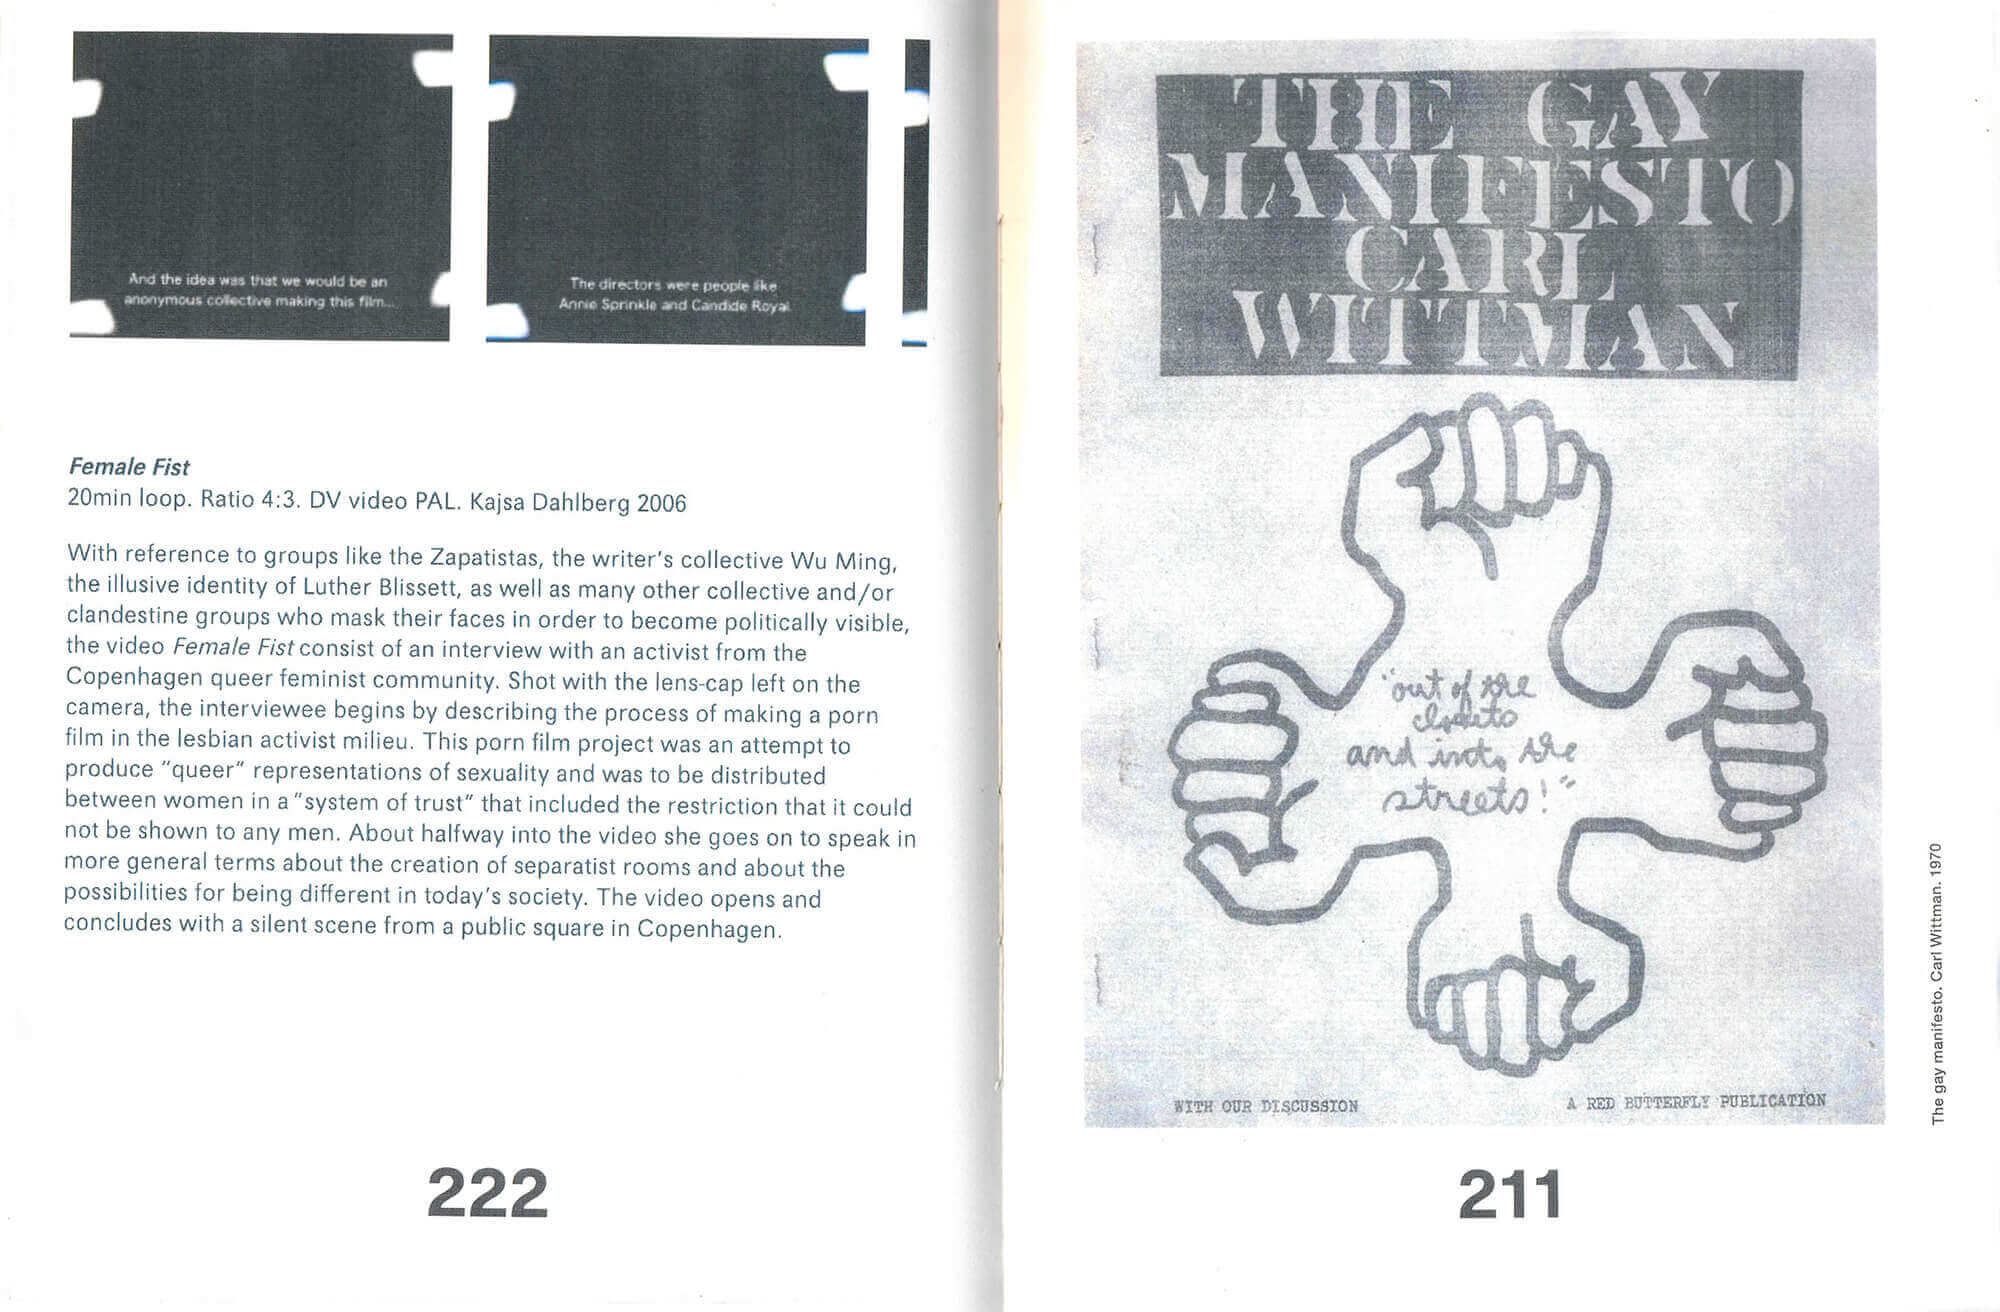 And the idea was that we would be an
anonymous collective making this film...
The directors were people like
Annie Sprinkle and Candide Royal.
Female Fist
20min loop. Ratio 4:3. DV video PAL. Kajsa Dahlberg 2006
With reference to groups like the Zapatistas, the writer's collective Wu Ming,
the illusive identity of Luther Blissett, as well as many other collective and/or
clandestine groups who mask their faces in order to become politically visible,
the video Female Fist consist of an interview with an activist from the
Copenhagen queer feminist community. Shot with the lens-cap left on the
camera, the interviewee begins by describing the process of making a porn
film in the lesbian activist milieu. This porn film project was an attempt to
produce "queer" representations of sexuality and was to be distributed
between women in a "system of trust" that included the restriction that it could
not be shown to any men. About halfway into the video she goes on to speak in
more general terms about the creation of separatist rooms and about the
possibilities for being different in today's society. The video opens and
concludes with a silent scene from a public square in Copenhagen.
222
THE GAY
MANIFESTO
CARL
WITTMAN
"out of the
closets
and into the
streets!"
WITH OUR DISCUSSION
A RED BUTTERFLY PUBLICATION
The gay manifesto. Carl Wittman. 1970
211